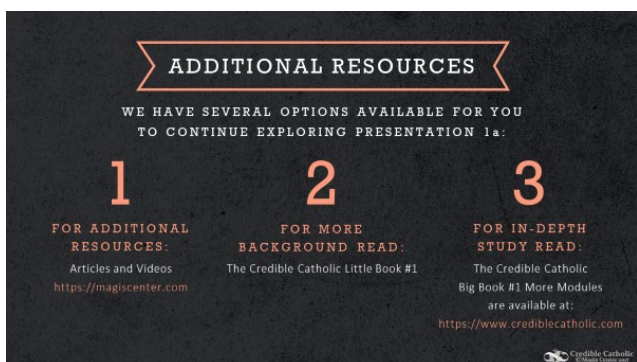 ADDITIONAL RESOURCES
WE HAVE SEVERAL OPTIONS AVAILABLE FOR YOU
TO CONTINUE EXPLORING PRESENTATION 1a:
1
FOR ADDITIONAL
RESOURCES:
Articles and Videos
https://magiscenter.com
2
FOR MORE
BACKGROUND READ:
The Credible Catholic Little Book #1
3
FOR IN-DEPTH
STUDY READ:
The Credible Catholic
Big Book #1 More Modules
are available at:
https://www.crediblecatholic.com
Credible Catholic
©Magis Center 2017